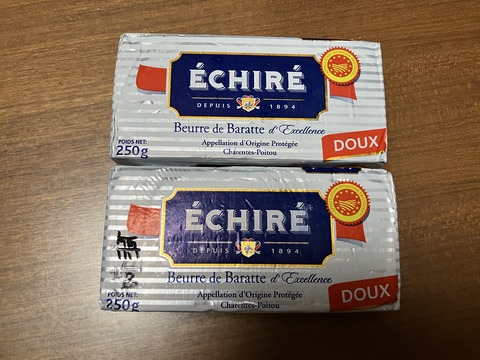 ÉCHIRÉ
DEPUIS 1894
Beurre de Baratte d'Excellence
POIDS NET:
250g
Appellation d'Origine Protégée
Charentes-Poitou
DOUX
ÉCHIRÉ
DEPUIS 1894
Beurre de Baratte d'Excellence
POIDS NET:
250g
Appellation d'Origine Protégée
Charentes-Poitou
DOUX